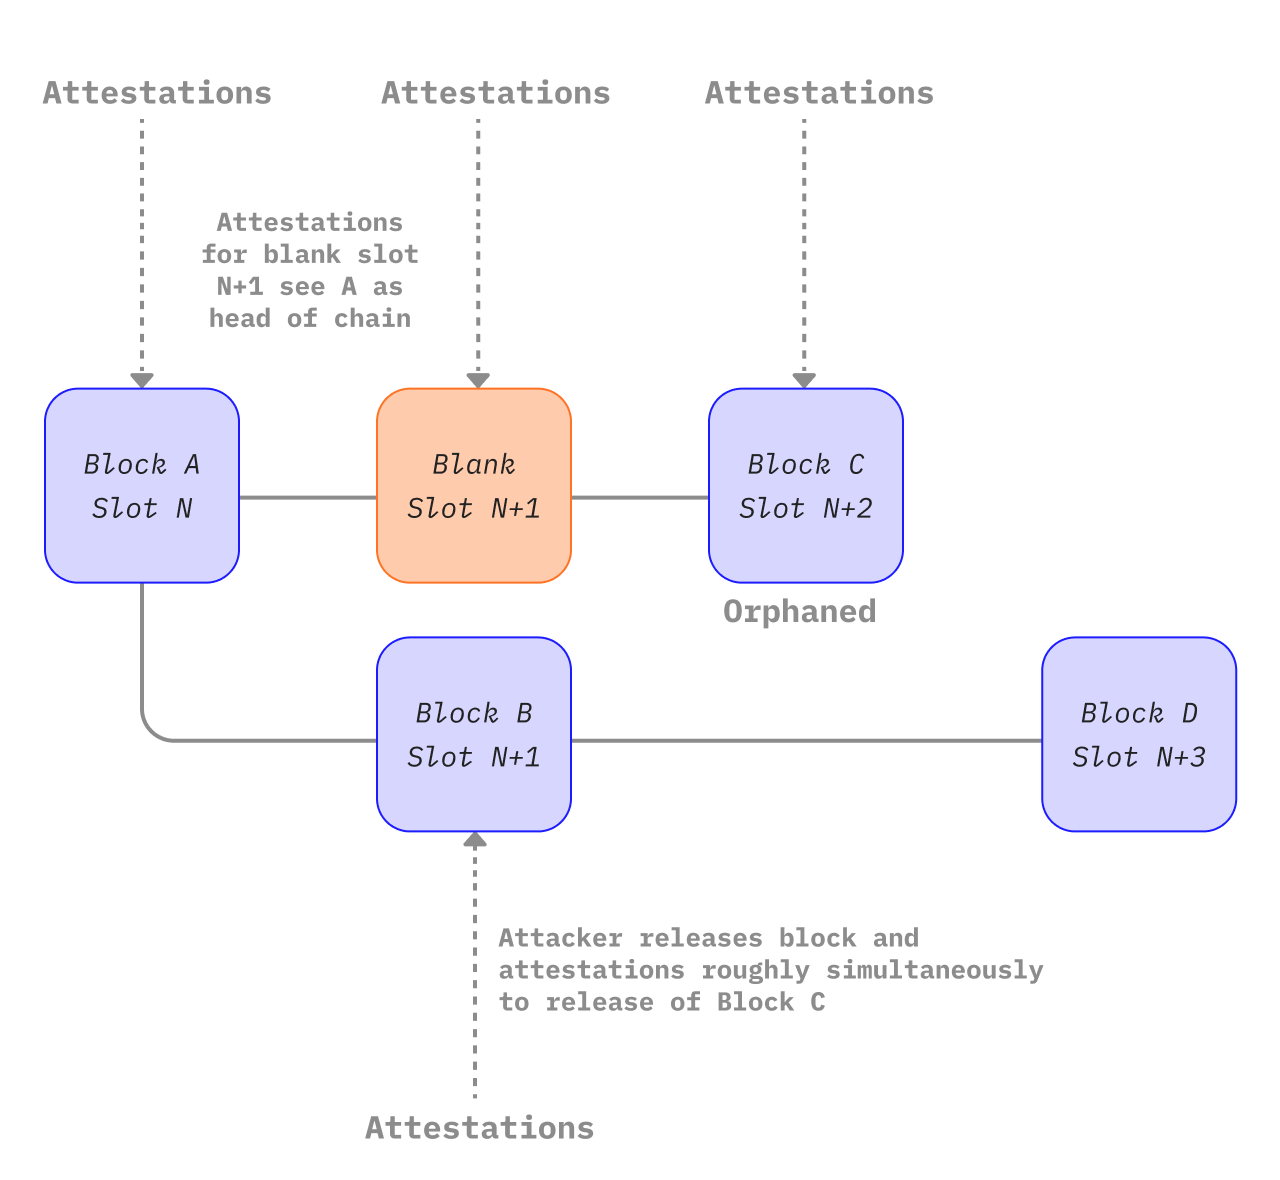 Attestations
Attestations
Attestations
Attestations
for blank slot
N+1 see A as
head of chain
Block A
Slot N
Blank
Slot N+1
Block C
Slot N+2
Orphaned
Block B
Slot N+1
Block D
Slot N+3
Attacker releases block and
attestations roughly simultaneously
to release of Block C
Attestations